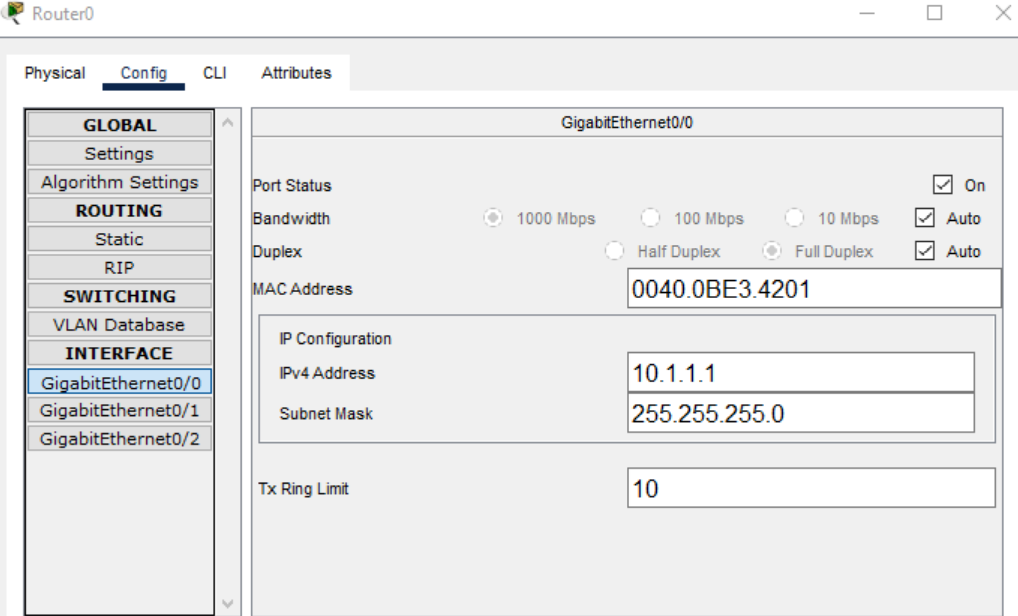 Router0
Physical Config CLI Attributes
GLOBAL
Settings
Algorithm Settings
ROUTING
Static
RIP
SWITCHING
VLAN Database
INTERFACE
GigabitEthernet0/0
GigabitEthernet0/1
GigabitEthernet0/2
GigabitEthernet0/0
Port Status On
Bandwidth 1000 Mbps 100 Mbps 10 Mbps Auto
Duplex Half Duplex Full Duplex Auto
MAC Address 0040.0BE3.4201
IP Configuration
IPv4 Address 10.1.1.1
Subnet Mask 255.255.255.0
Tx Ring Limit 10